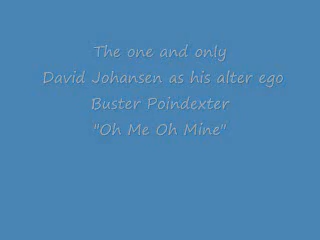 The one and only
David Johansen as his alter ego
Buster Poindexter
"Oh Me Oh Mine"